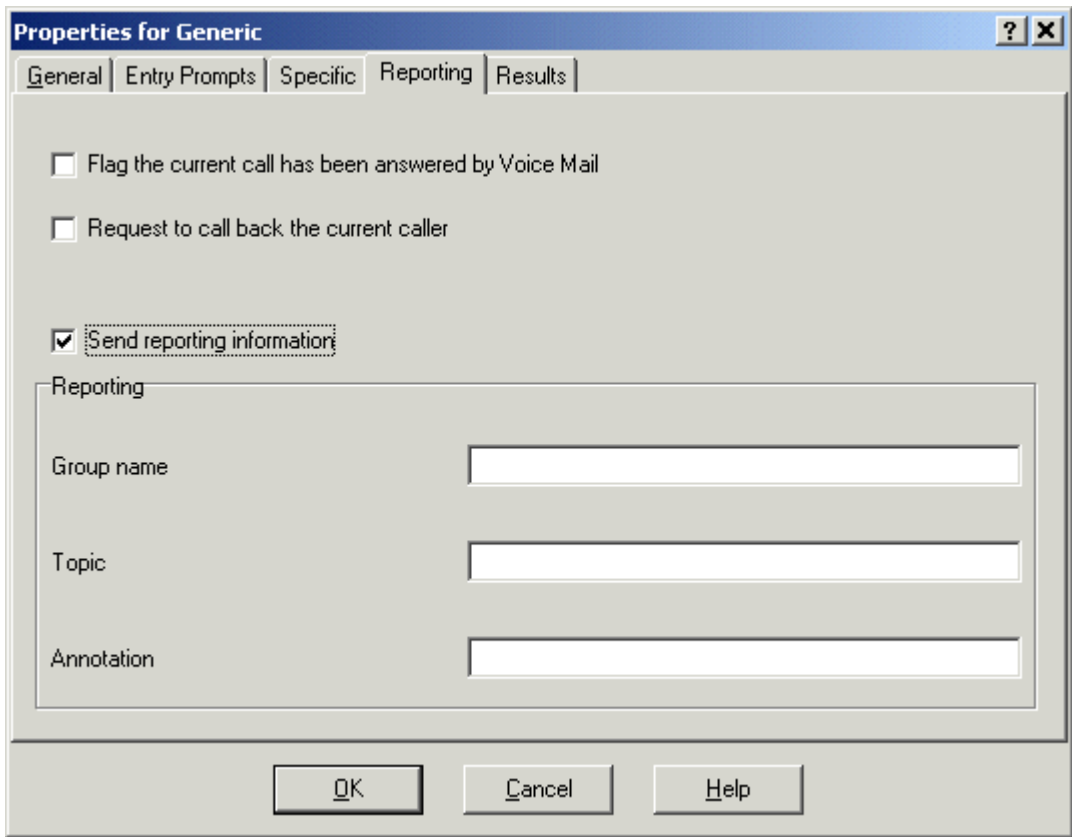 Properties for Generic
General Entry Prompts Specific Reporting Results
Flag the current call has been answered by Voice Mail
Request to call back the current caller
Send reporting information
Reporting
Group name
Topic
Annotation
OK Cancel Help